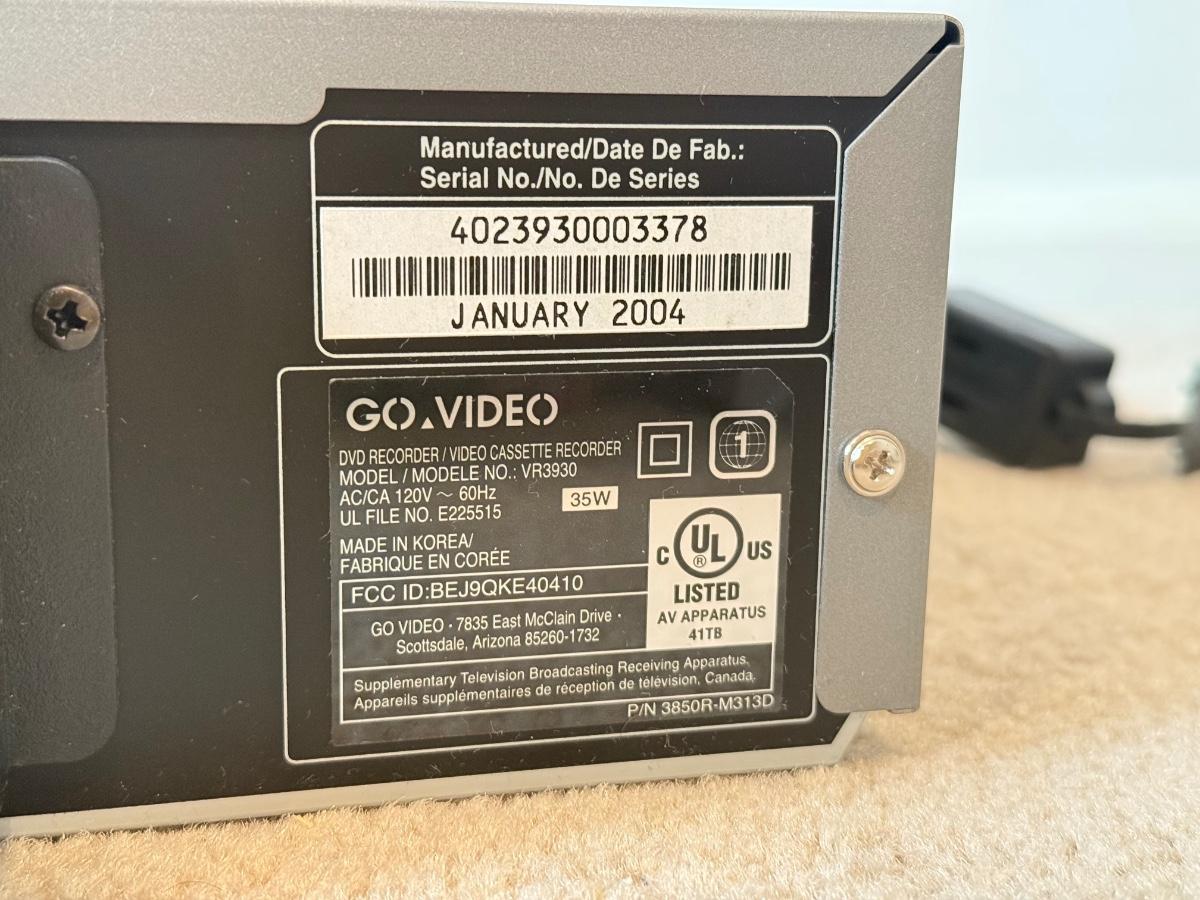 Manufactured/Date De Fab.:
Serial No./No. De Series
4023930003378
JANUARY 2004
GO VIDEO
DVD RECORDER / VIDEO CASSETTE RECORDER
MODEL / MODELE NO.: VR3930
AC/CA 120V ~ 60Hz
35W
UL FILE NO. E225515
1
MADE IN KOREA/
FABRIQUE EN CORÉE
FCC ID:BEJ9QKE40410
GO VIDEO · 7835 East McClain Drive ·
Scottsdale, Arizona 85260-1732
C UL ® US
LISTED
AV APPARATUS
41TB
Supplementary Television Broadcasting Receiving Apparatus.
Appareils supplémentaires de réception de télévision, Canada.
P/N 3850R-M313D